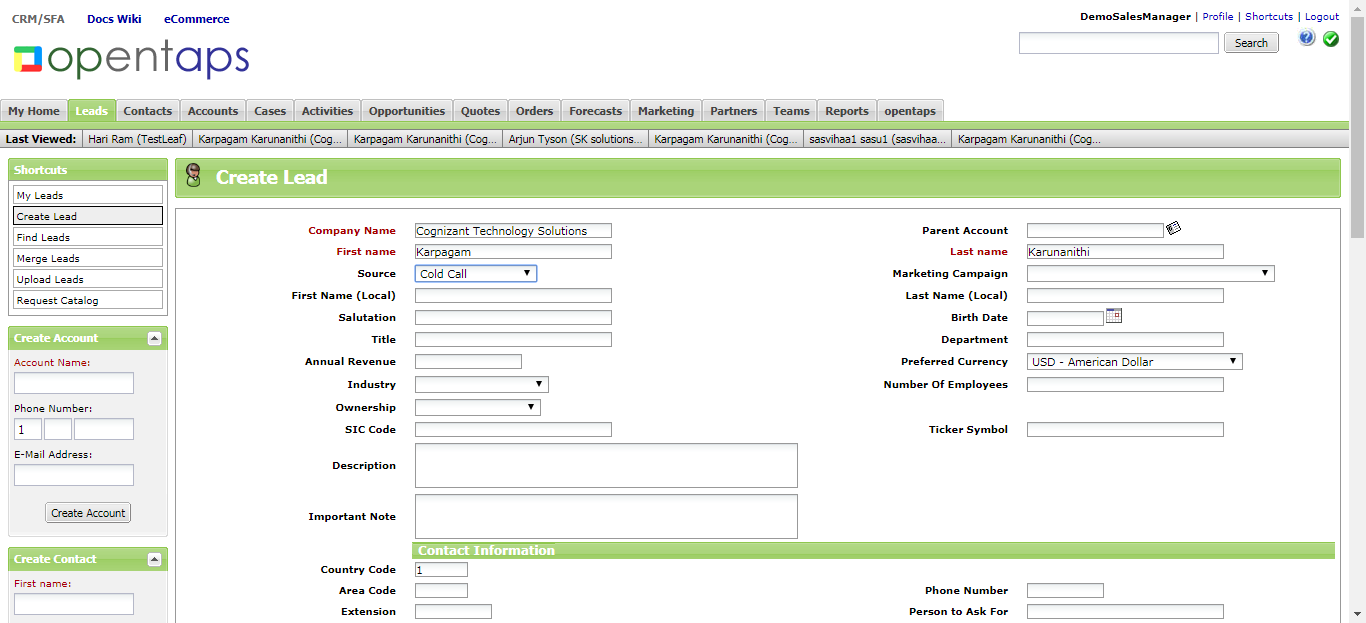 CRM/SFA Docs Wiki eCommerce
DemoSalesManager | Profile | Shortcuts | Logout
opentaps
Search
My Home Leads Contacts Accounts Cases Activities Opportunities Quotes Orders Forecasts Marketing Partners Teams Reports opentaps
Last Viewed: Hari Ram (TestLeaf) Karpagam Karunanithi (Cog... Karpagam Karunanithi (Cog... Arjun Tyson (SK solutions... Karpagam Karunanithi (Cog... sasvihaa1 sasu1 (sasvihaa... Karpagam Karunanithi (Cog...
Shortcuts
My Leads
Create Lead
Find Leads
Merge Leads
Upload Leads
Request Catalog
Create Account
Account Name:
Phone Number:
1
E-Mail Address:
Create Account
Create Contact
First name:
Create Lead
Company Name Cognizant Technology Solutions Parent Account
First name Karpagam Last name Karunanithi
Source Cold Call Marketing Campaign
First Name (Local) Last Name (Local)
Salutation Birth Date
Title Department
Annual Revenue Preferred Currency USD - American Dollar
Industry Number Of Employees
Ownership
SIC Code Ticker Symbol
Description
Important Note
Contact Information
Country Code 1
Area Code Phone Number
Extension Person to Ask For